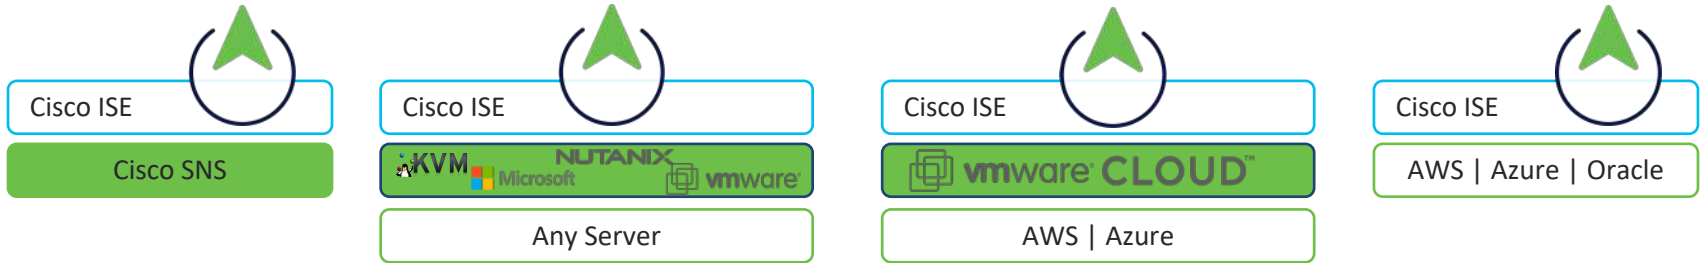 Cisco ISE
Cisco SNS
Cisco ISE
KVM Microsoft NUTANIX vmware®
Any Server
Cisco ISE
vmware® CLOUD™
AWS | Azure
Cisco ISE
AWS | Azure | Oracle